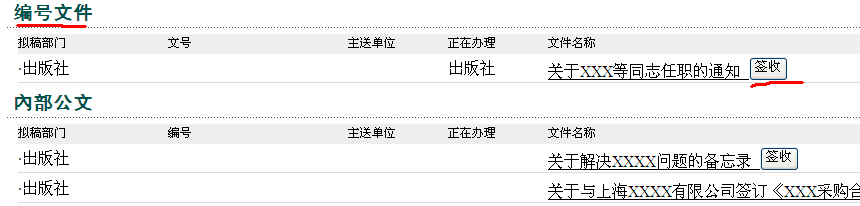 编号文件
拟稿部门 文号 主送单位 正在办理 文件名称
·出版社 出版社 关于XXX等同志任职的通知 签收
內部公文
拟稿部门 编号 主送单位 正在办理 文件名称
·出版社 关于解决XXXX问题的备忘录 签收
·出版社 关于与上海XXXX有限公司签订《XXX采购合